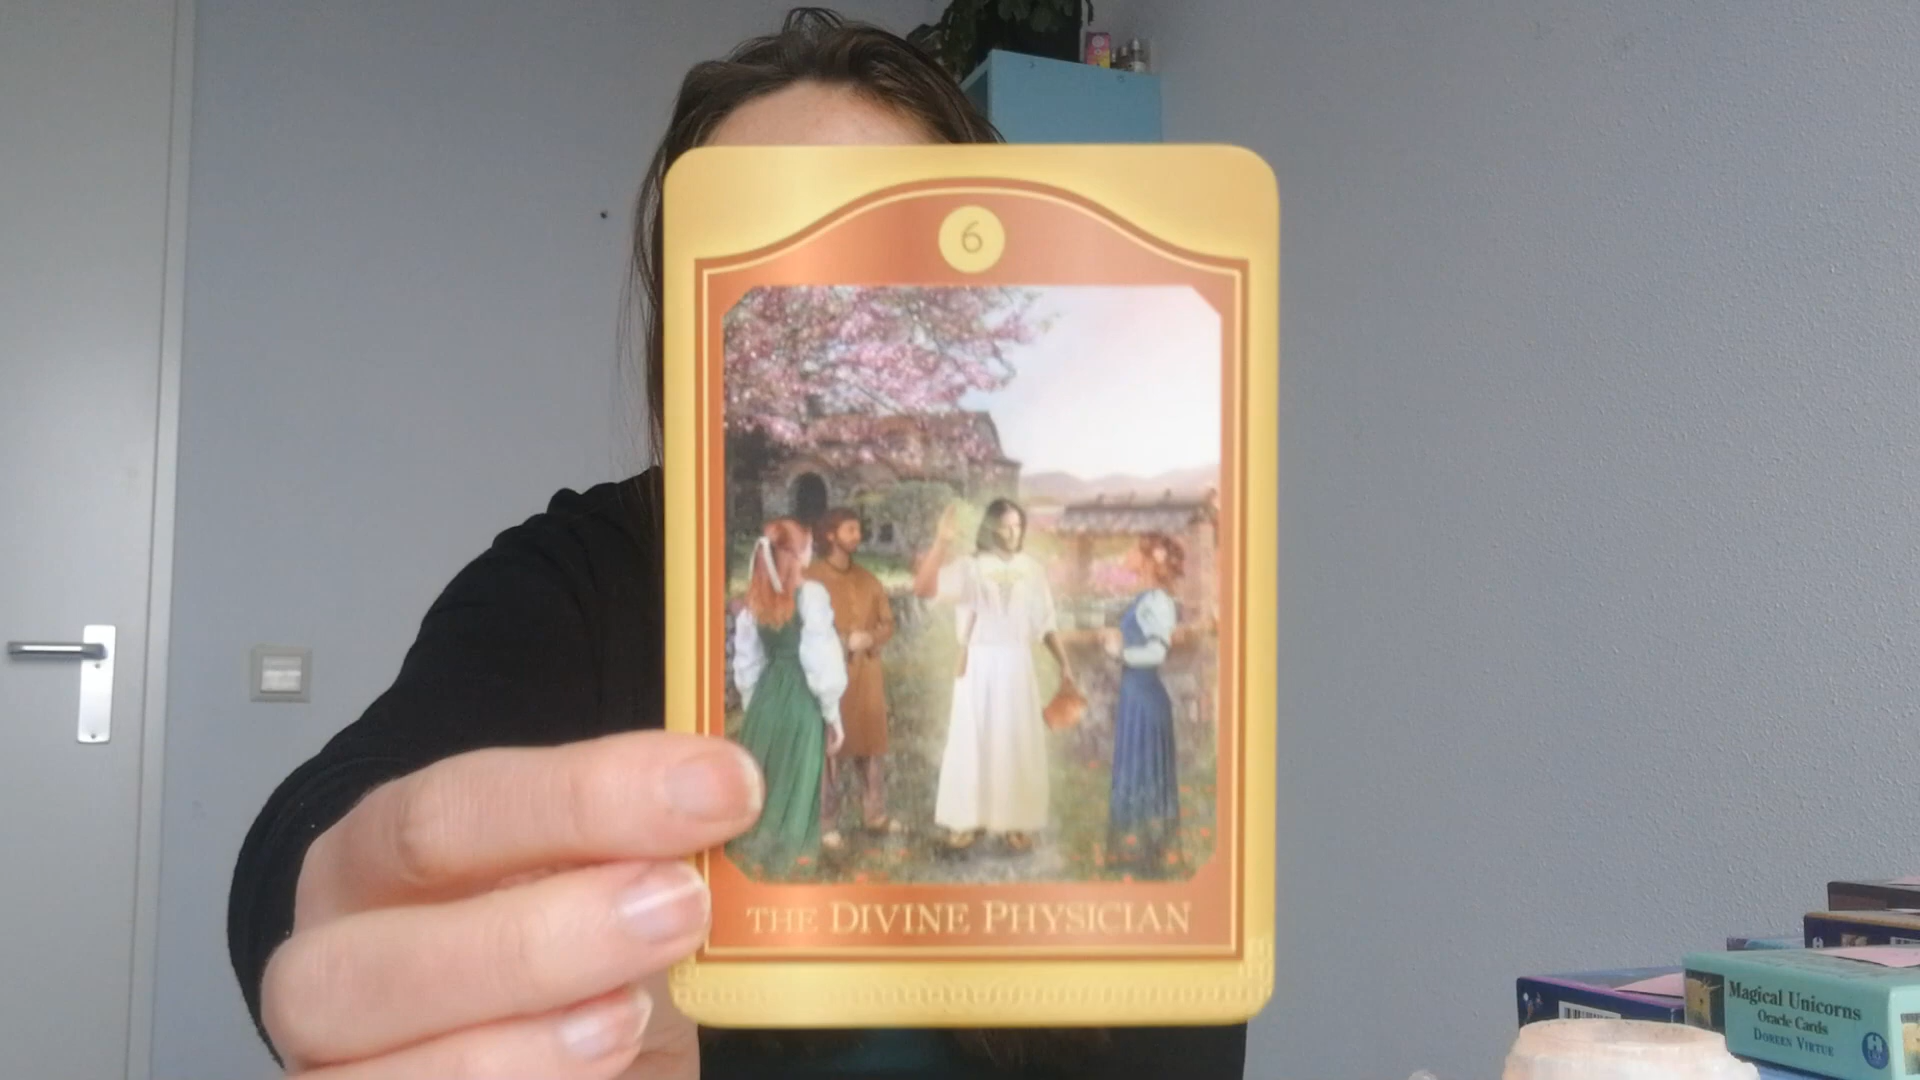 6
THE DIVINE PHYSICIAN
Magical Unicorns
Oracle Cards
DOREEN VIRTUE